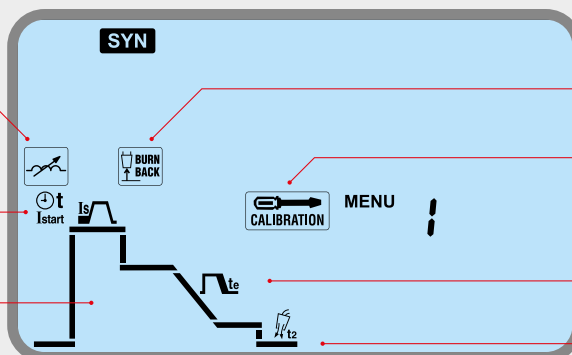 SYN
BURN
BACK
t
Istart
Is
CALIBRATION
MENU
1
te
t2